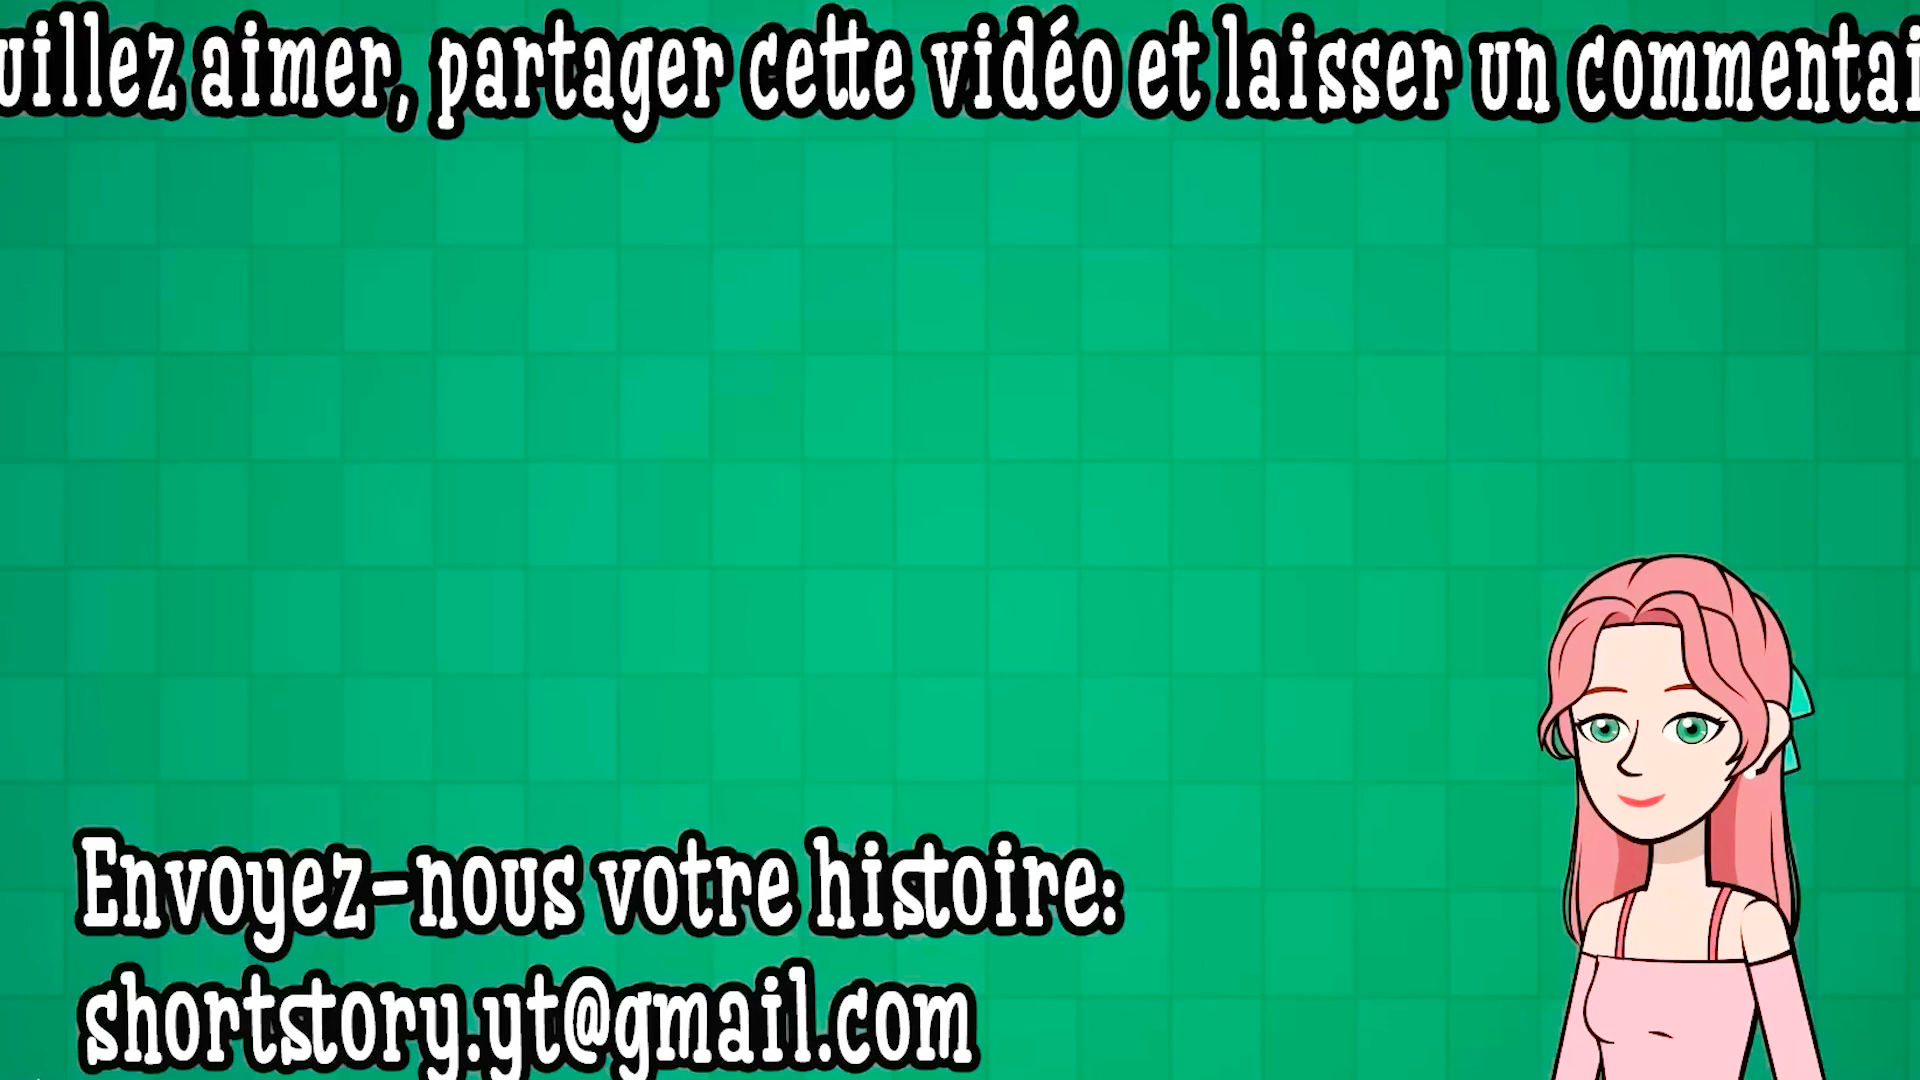 uillez aimer, partager cette vidéo et laisser un commentai
Envoyez-nous votre histoire:
shortstory.yt@gmail.com